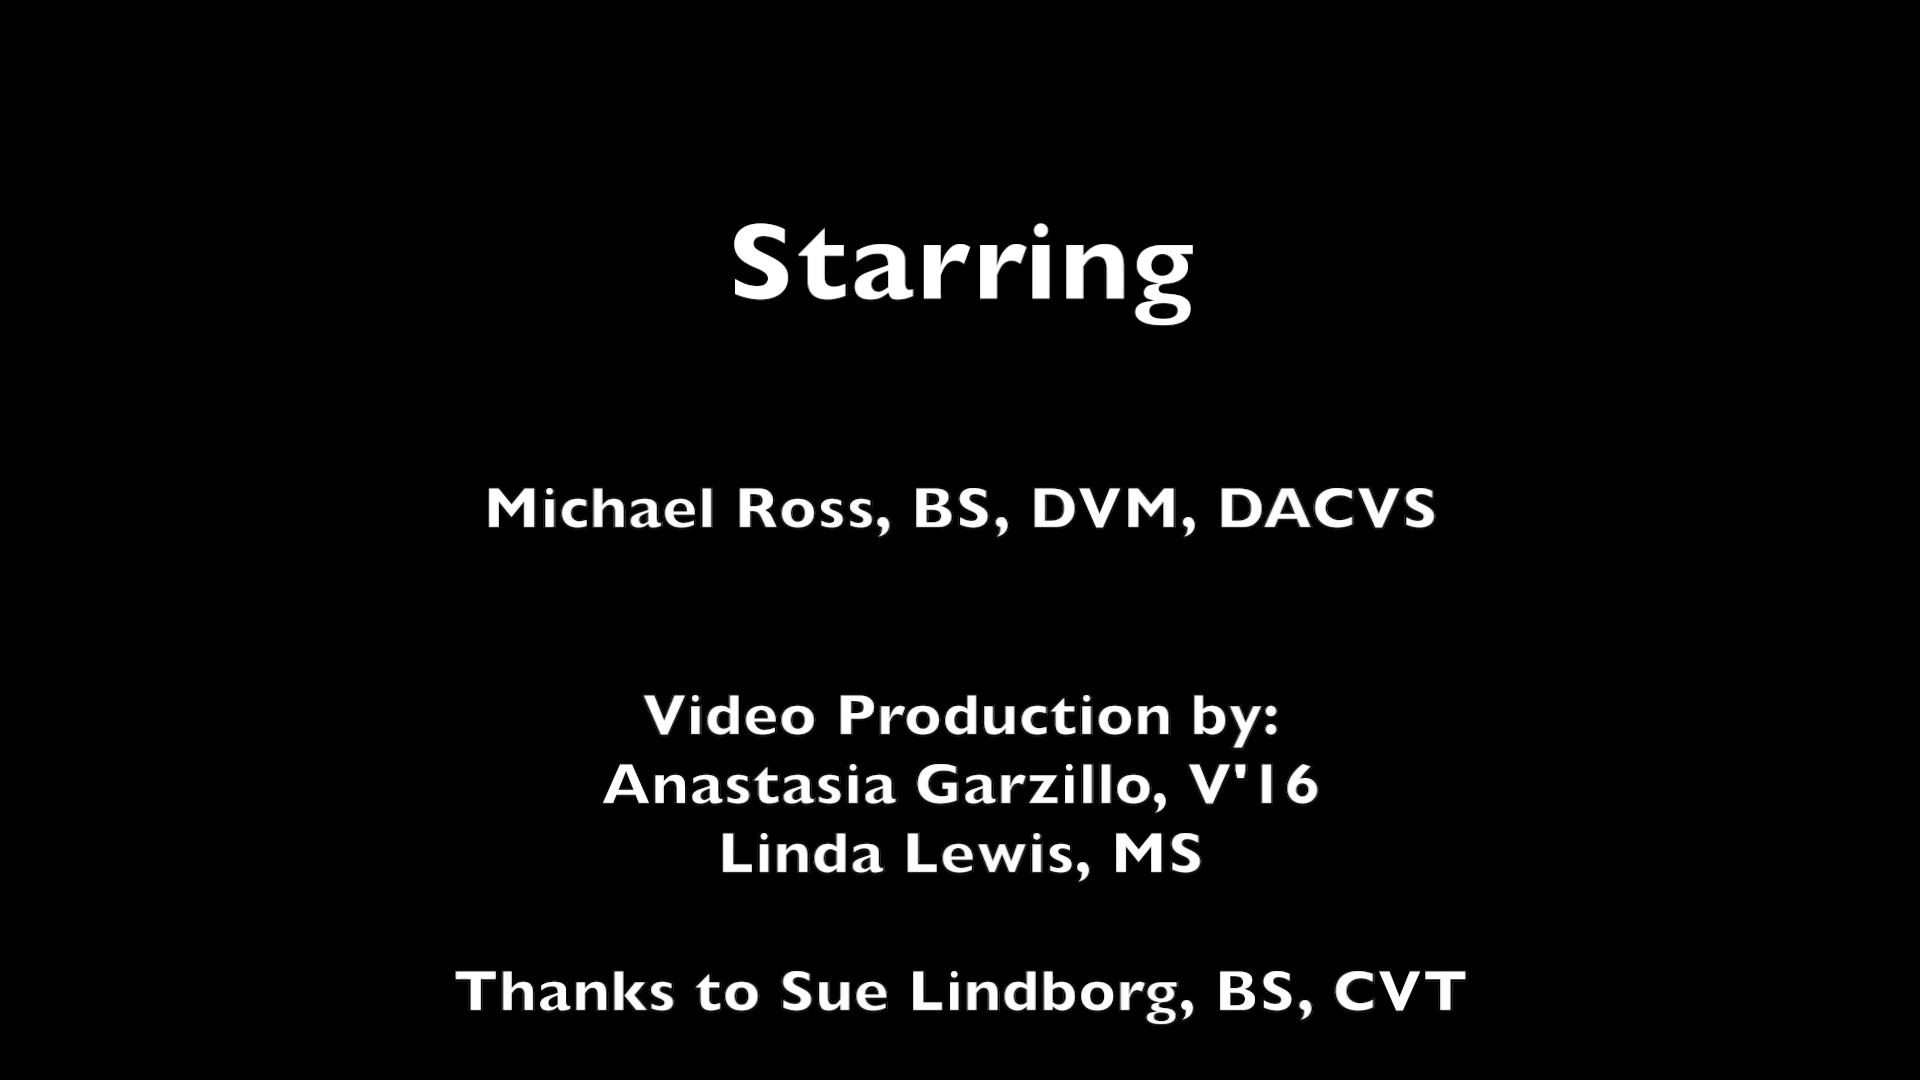 Starring
Michael Ross, BS, DVM, DACVS
Video Production by:
Anastasia Garzillo, V'16
Linda Lewis, MS
Thanks to Sue Lindborg, BS, CVT